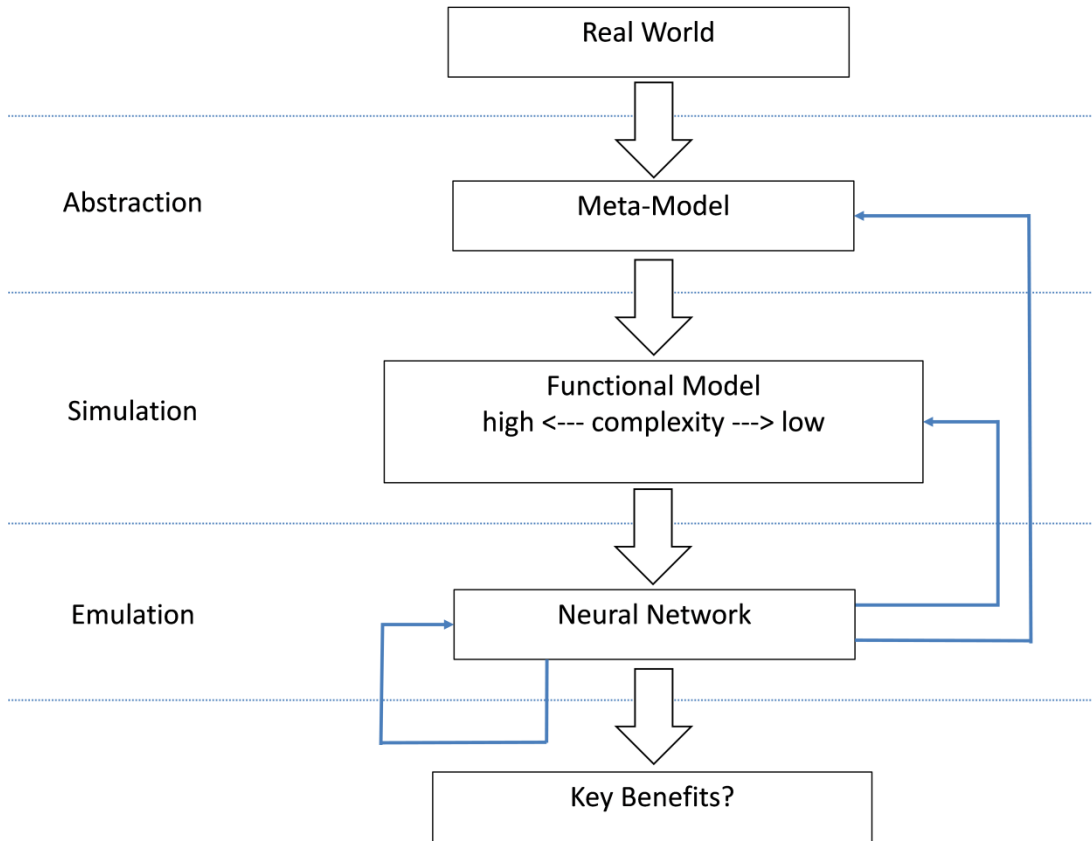 Real World
Abstraction
Meta-Model
Functional Model
Simulation
high <--- complexity ---> low
Emulation
Neural Network
Key Benefits?